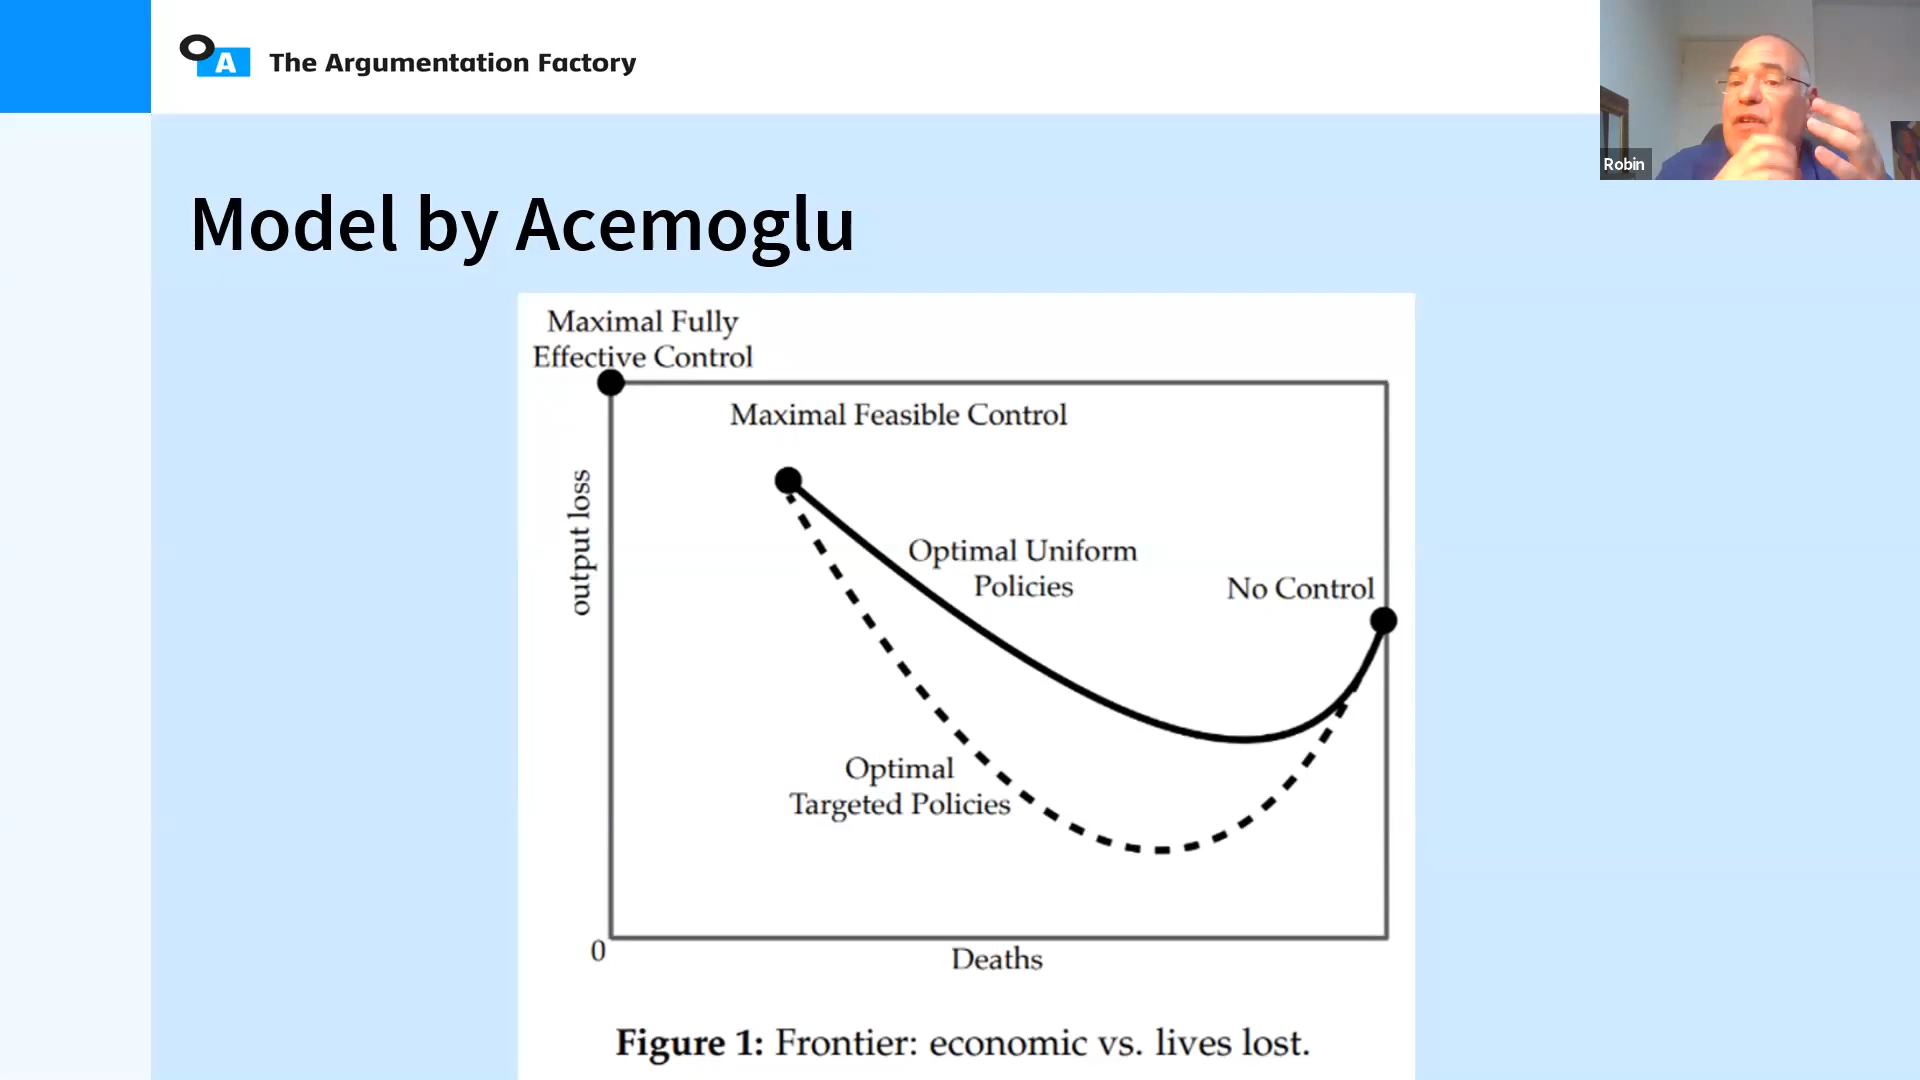 A The Argumentation Factory
Robin
Model by Acemoglu
Maximal Fully
Effective Control
Maximal Feasible Control
output loss
Optimal Uniform
Policies
No Control
Optimal
Targeted Policies
0
Deaths
Figure 1: Frontier: economic vs. lives lost.